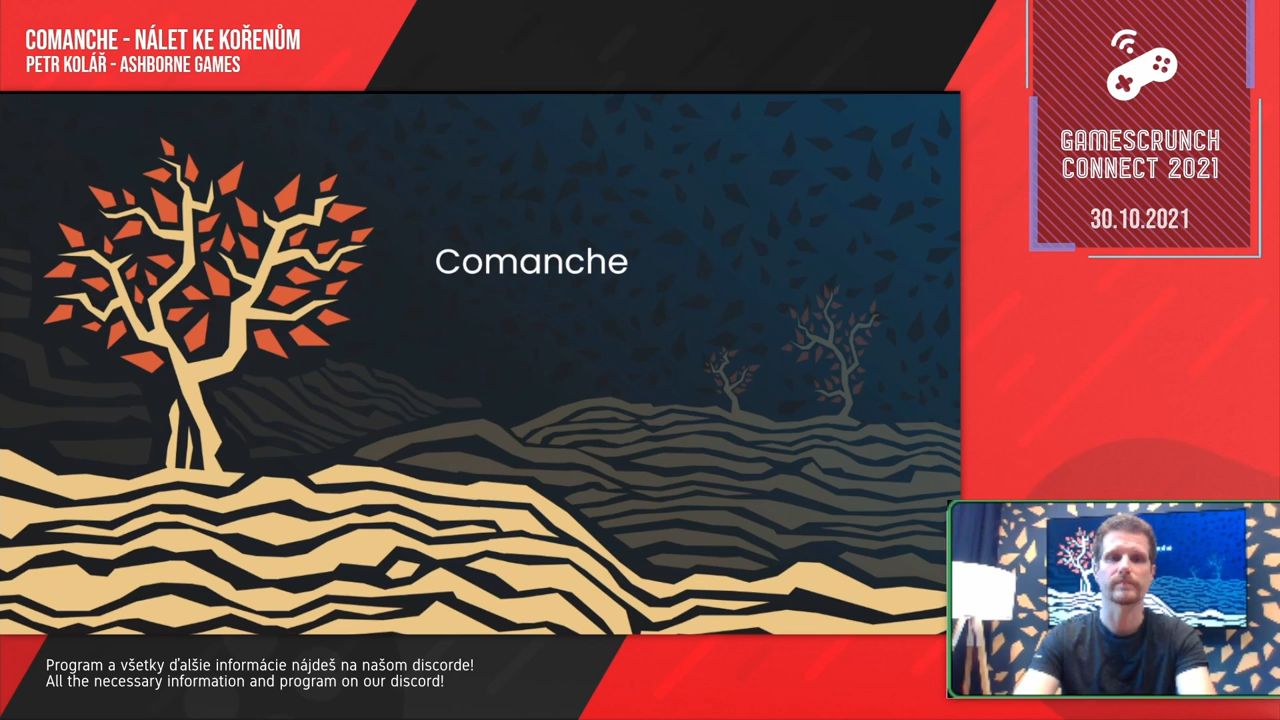 COMANCHE - NÁLET KE KOŘENŮM
PETR KOLÁŘ - ASHBORNE GAMES
GAMESCRUNCH
CONNECT 2021
30.10.2021
Comanche
Program a všetky ďalšie informácie nájdeš na našom discorde!
All the necessary information and program on our discord!